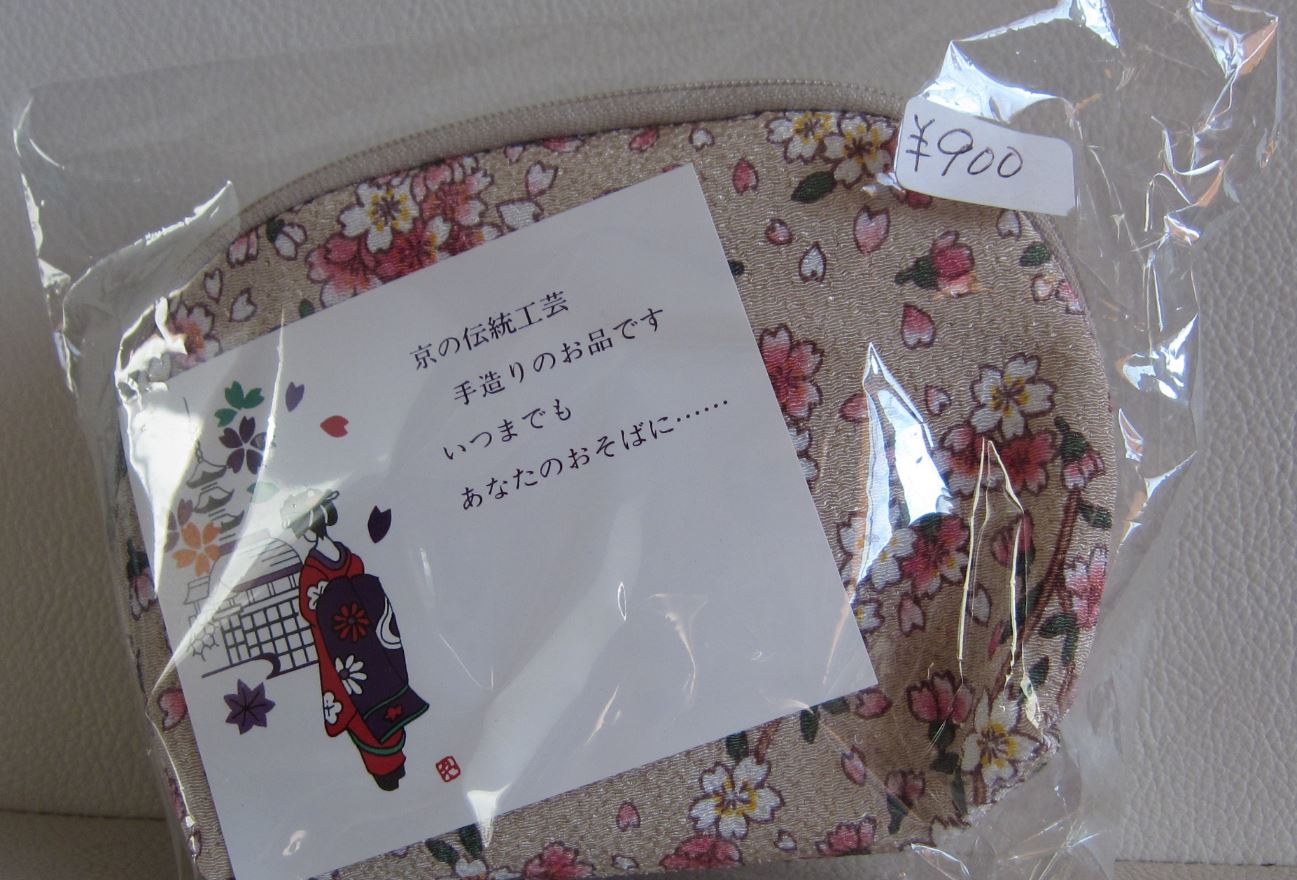 ¥900
京の伝統工芸
手造りのお品です
いつまでも
あなたのおそばに……